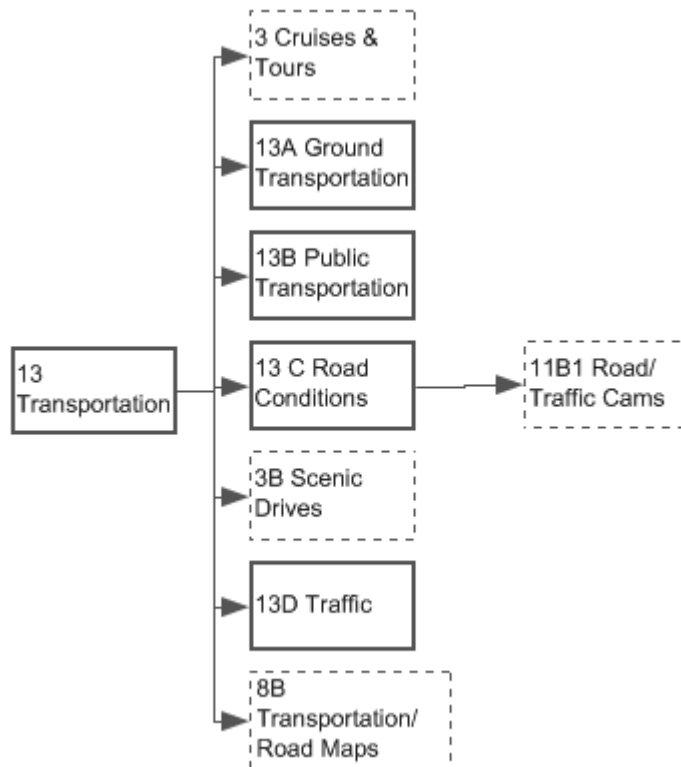 3 Cruises &
Tours
13A Ground
Transportation
13B Public
Transportation
13
Transportation
13 C Road
Conditions
11B1 Road/
Traffic Cams
3B Scenic
Drives
13D Traffic
8B
Transportation/
Road Maps